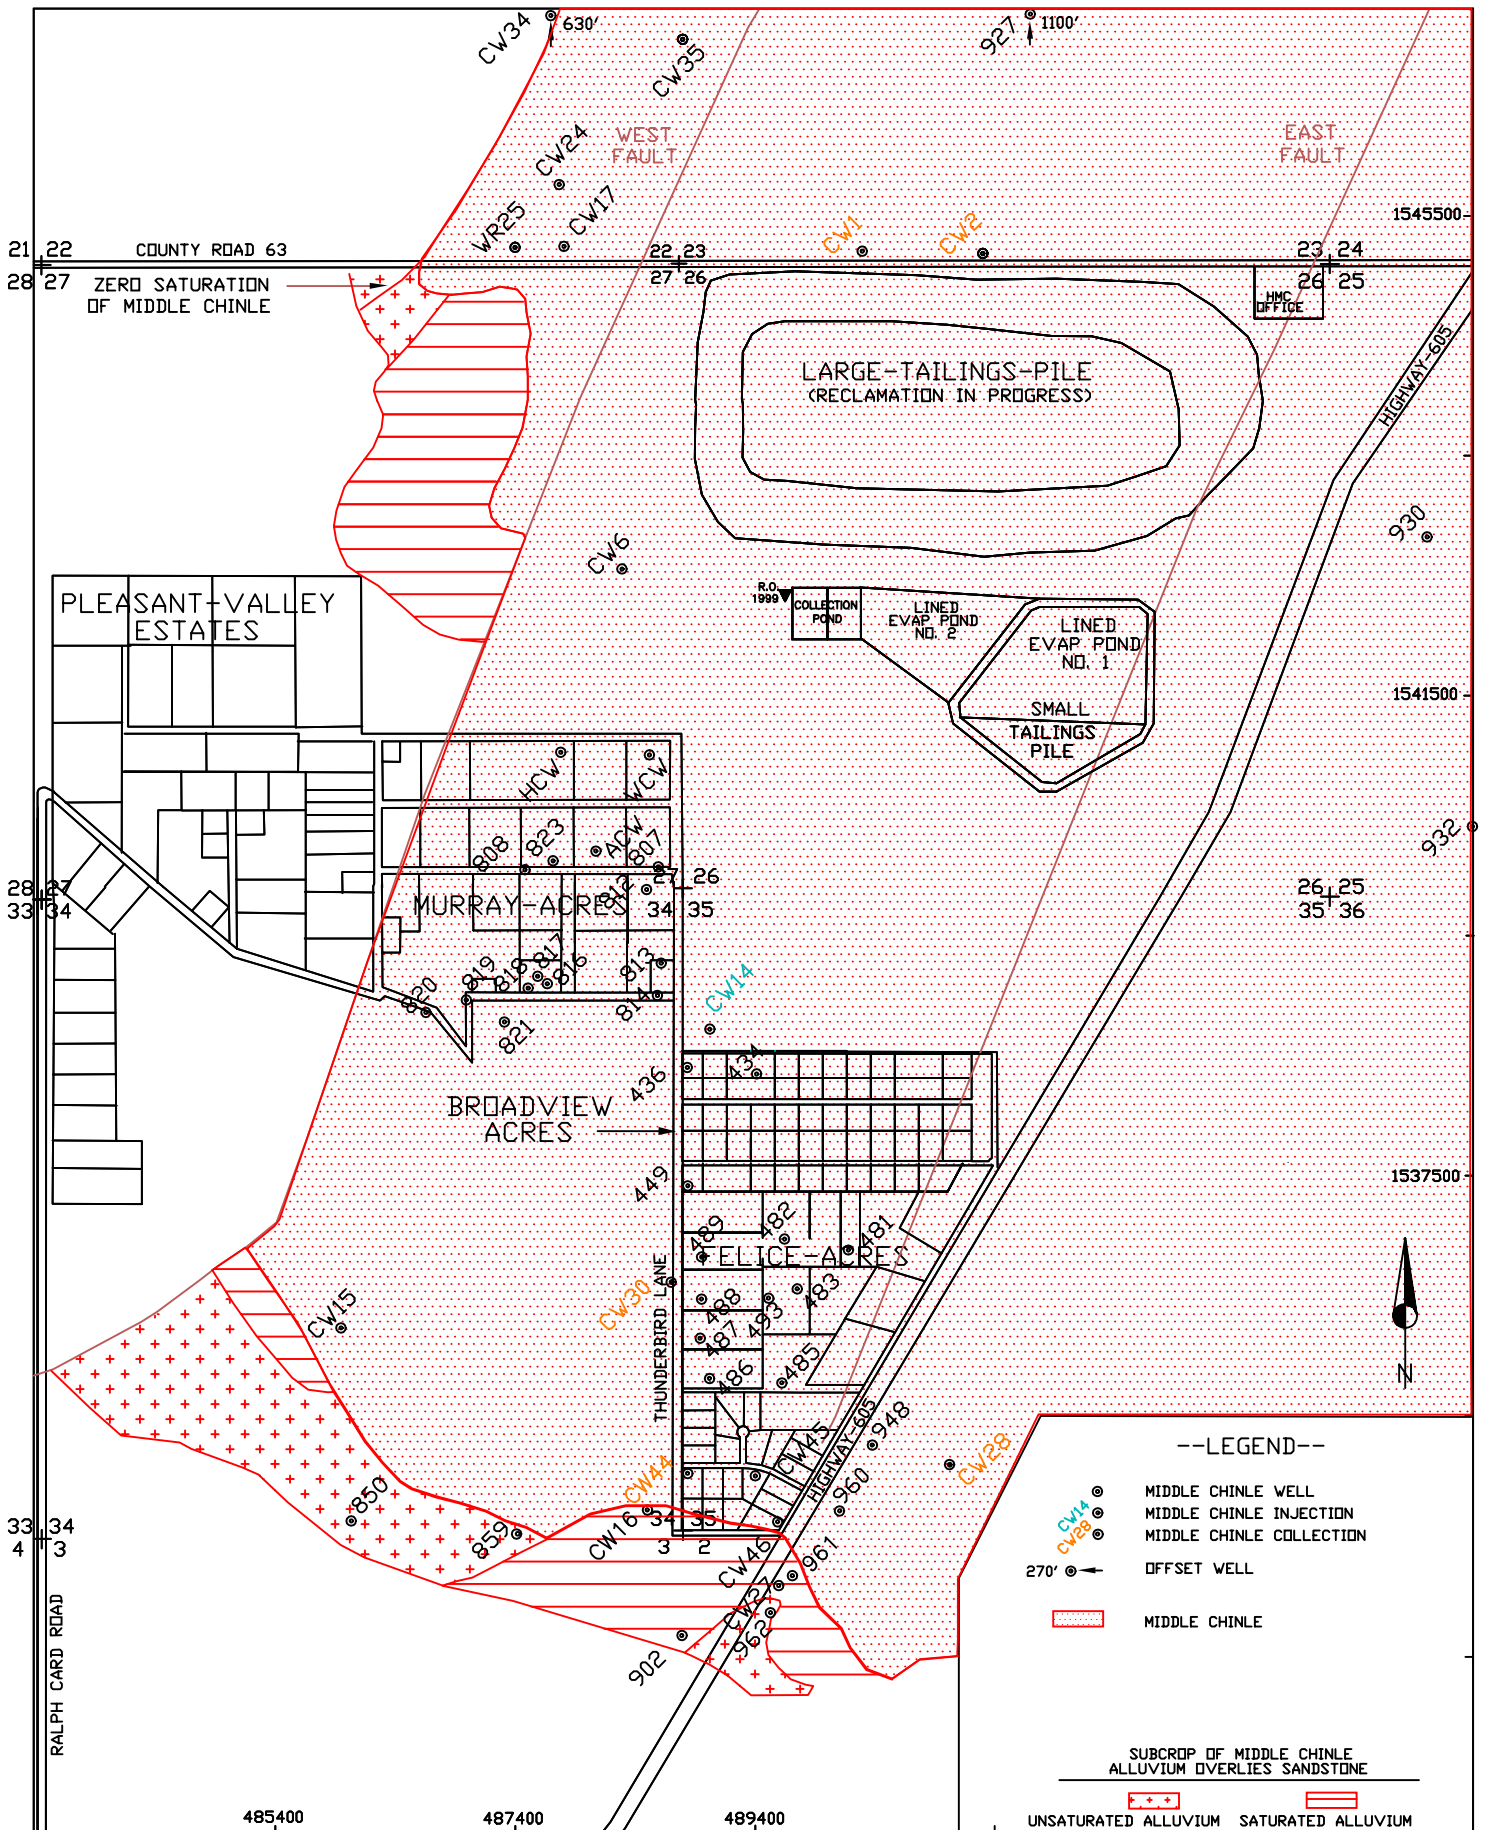 CW34
630'
CW35
927
1100'
WEST
FAULT
EAST
FAULT
CW24
WR25
CW17
CW1
CW2
1545500
21 22
28 27
COUNTY ROAD 63
22 23
27 26
23 24
26 25
ZERO SATURATION
OF MIDDLE CHINLE
HMC
OFFICE
HIGHWAY-605
LARGE-TAILINGS-PILE
(RECLAMATION IN PROGRESS)
930
CW6
R.O.
1999
COLLECTION
POND
LINED
EVAP POND
NO. 2
LINED
EVAP POND
NO. 1
SMALL
TAILINGS
PILE
PLEASANT-VALLEY
ESTATES
1541500
HCW
WCW
808
823
ACW
807
932
28 27
33 34
812
27 26
34 35
26 25
35 36
MURRAY-ACRES
820
819
818
817
816
813
814
821
CW14
436
434
BROADVIEW
ACRES
449
1537500
489
482
481
FELICE-ACRES
CW30
THUNDERBIRD LANE
488
493
483
487
486
485
CW15
N
CW45
HIGHWAY-605
948
CW28
960
CW44
CW16
34 35
3 2
850
859
33 34
4 3
CW46
961
CW27
962
902
RALPH CARD ROAD
485400
487400
489400
--LEGEND--
MIDDLE CHINLE WELL
CW14
MIDDLE CHINLE INJECTION
CW28
MIDDLE CHINLE COLLECTION
270'
OFFSET WELL
MIDDLE CHINLE
SUBCROP OF MIDDLE CHINLE
ALLUVIUM OVERLIES SANDSTONE
UNSATURATED ALLUVIUM SATURATED ALLUVIUM